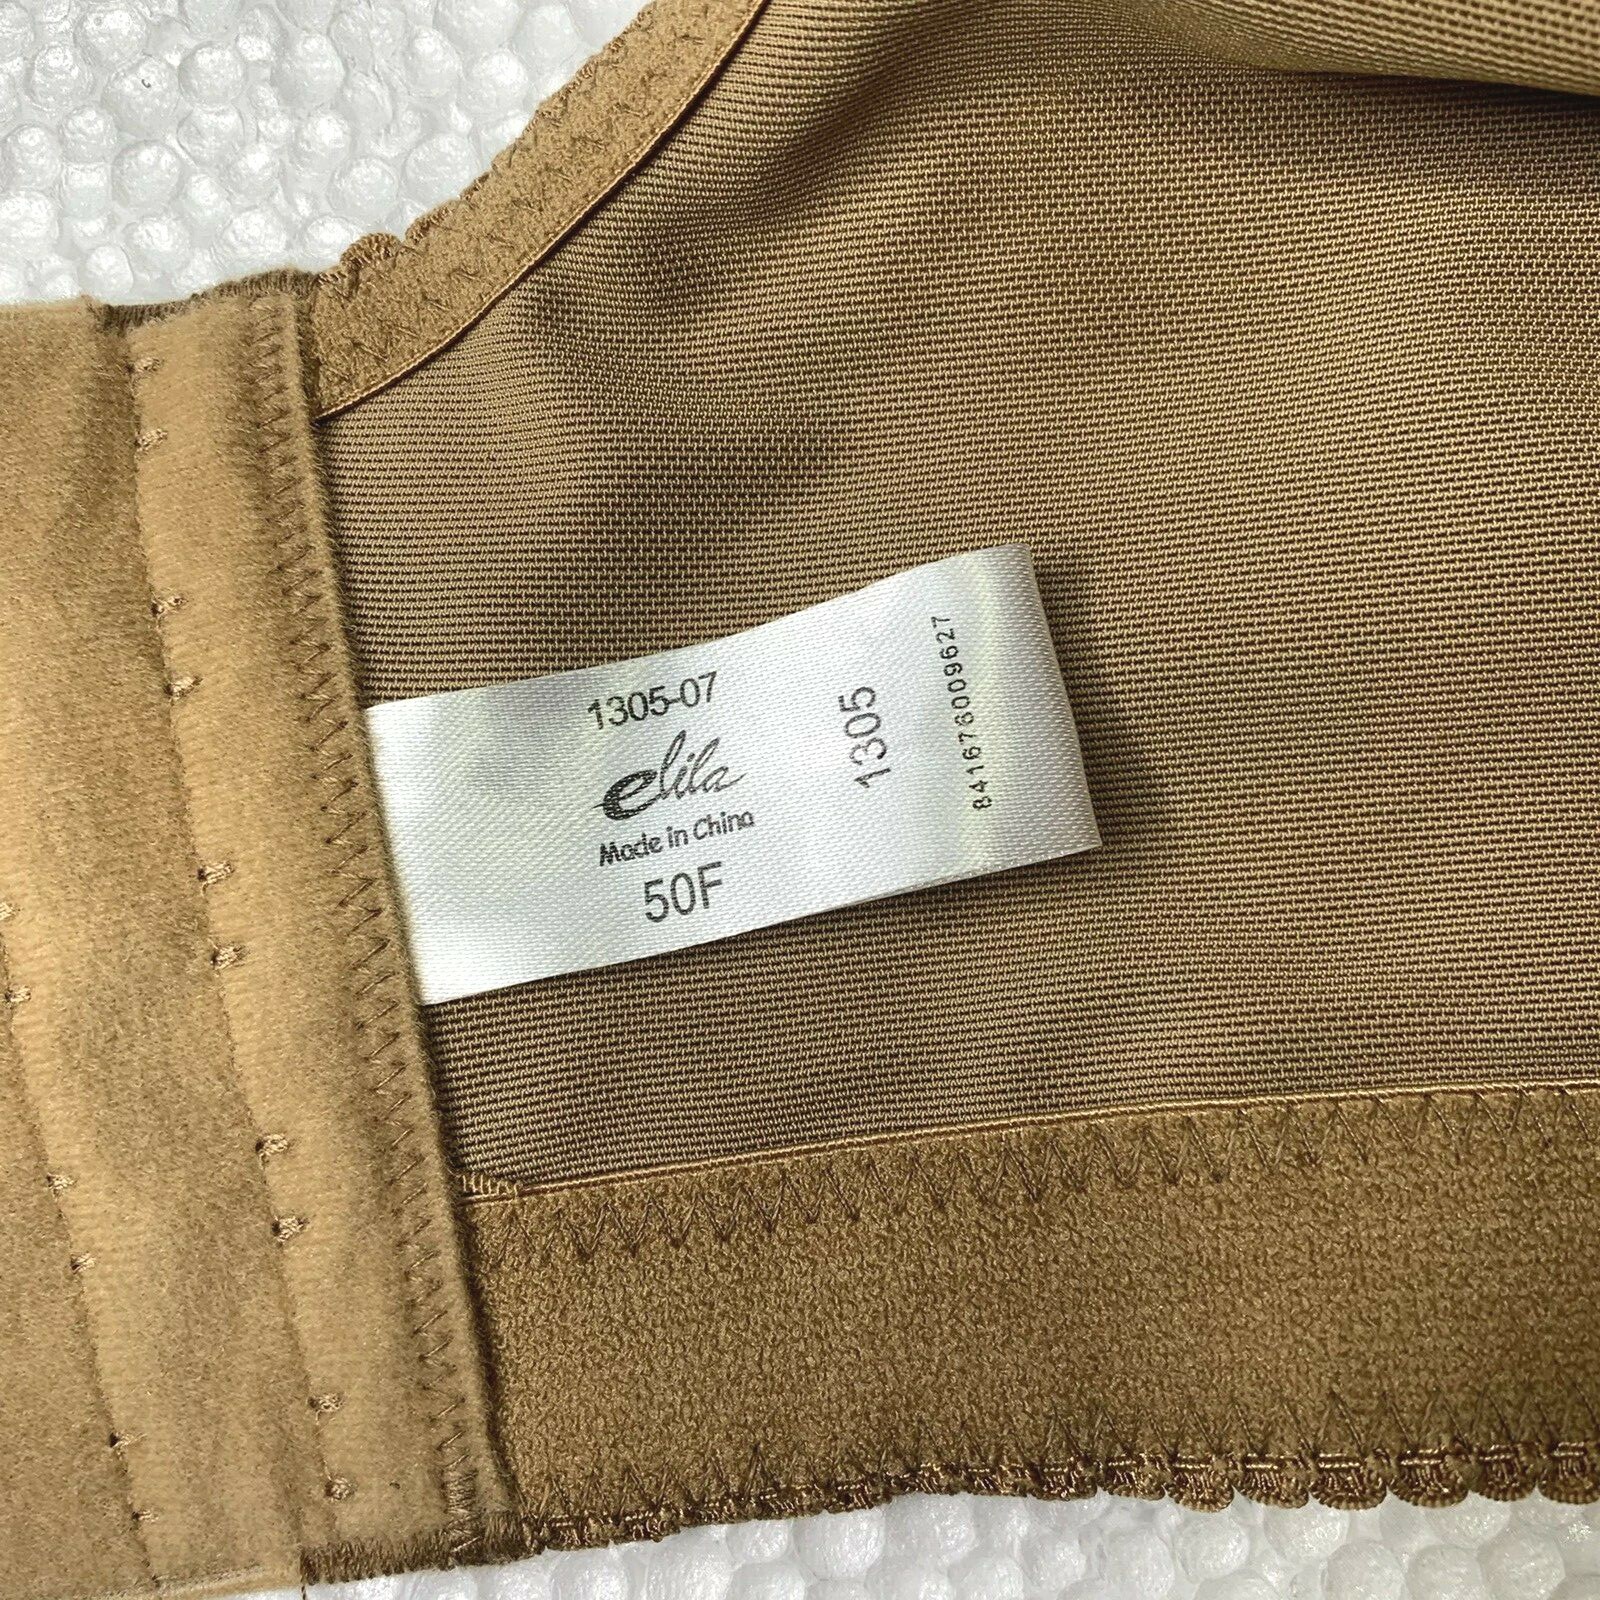 1305-07
elila
Made in China
50F
1305
841676009627